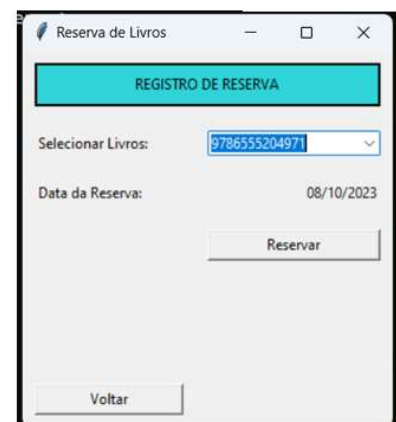 Reserva de Livros
REGISTRO DE RESERVA
Selecionar Livros: 9786555204971
Data da Reserva: 08/10/2023
Reservar
Voltar